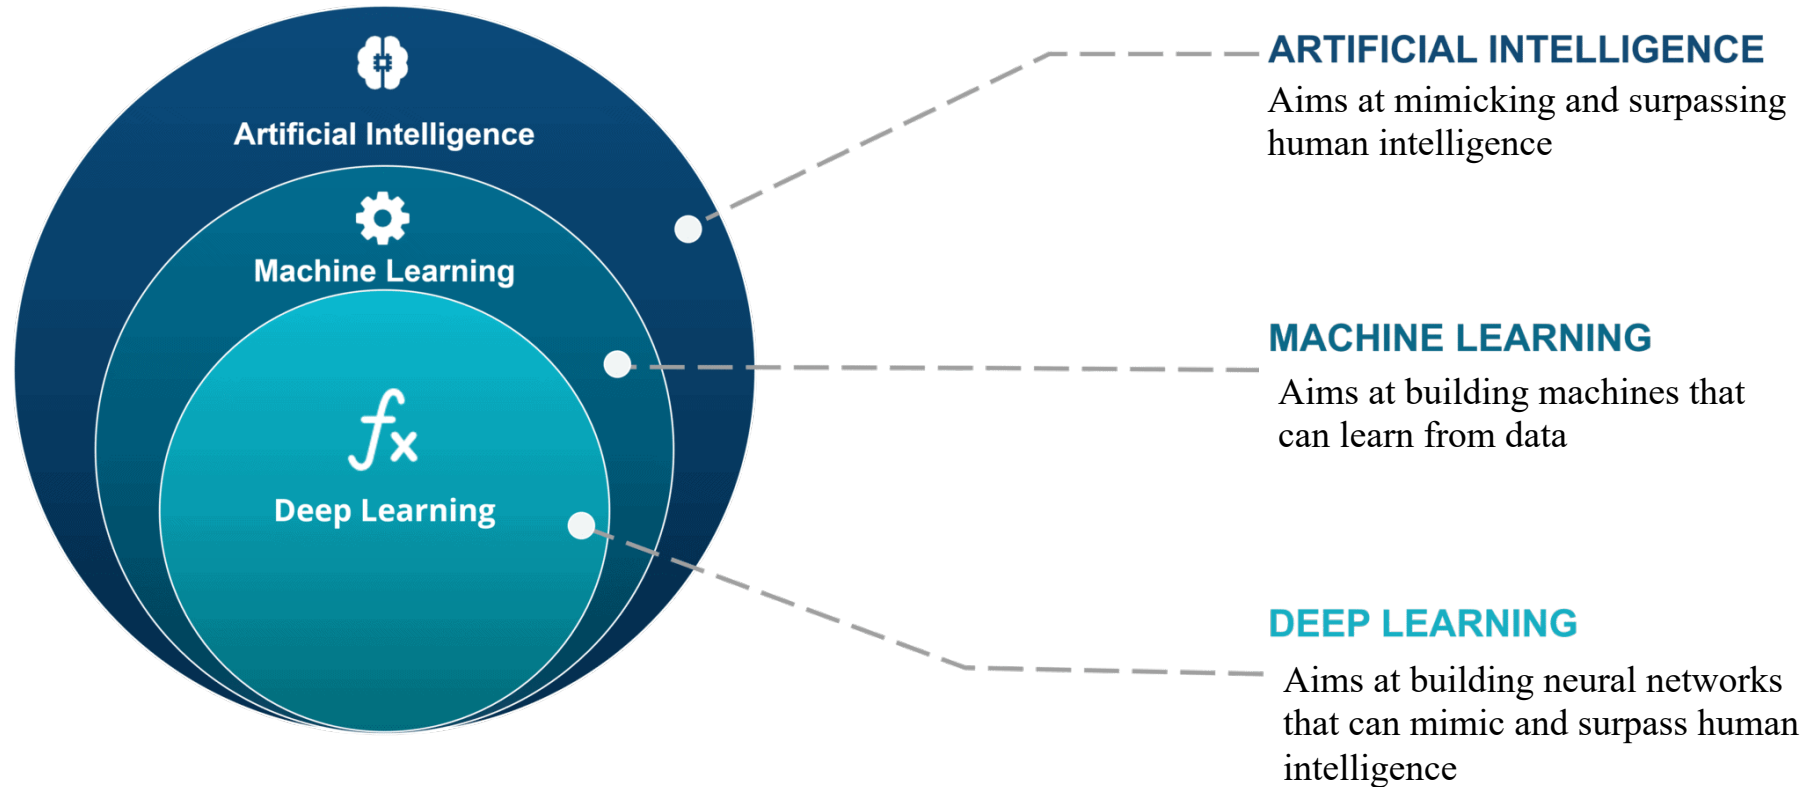 Artificial Intelligence
Machine Learning
fx
Deep Learning
ARTIFICIAL INTELLIGENCE
Aims at mimicking and surpassing
human intelligence
MACHINE LEARNING
Aims at building machines that
can learn from data
DEEP LEARNING
Aims at building neural networks
that can mimic and surpass human
intelligence